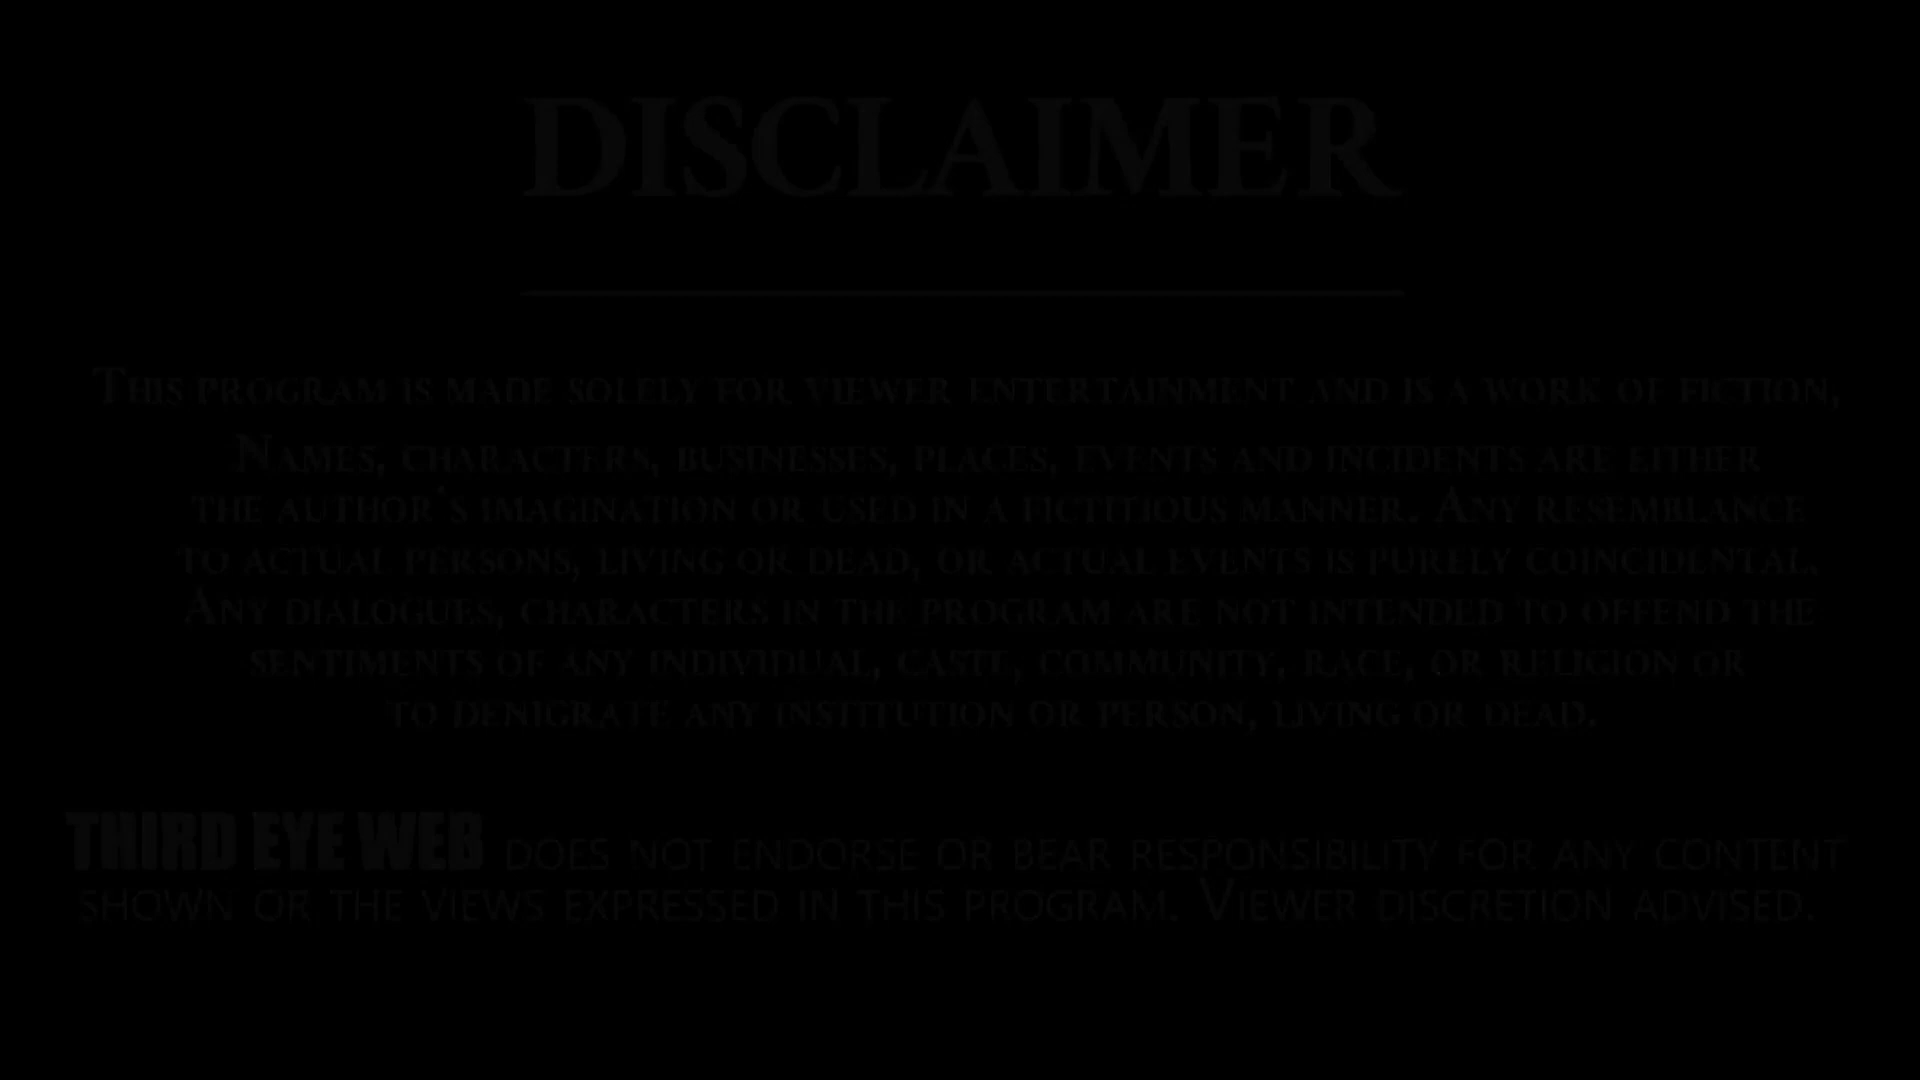 DISCLAIMER
THIS PROGRAM IS MADE SOLELY FOR VIEWER ENTERTAINMENT AND IS A WORK OF FICTION,
NAMES, CHARACTERS, BUSINESSES, PLACES, EVENTS AND INCIDENTS ARE EITHER
THE AUTHOR'S IMAGINATION OR USED IN A FICTITIOUS MANNER. ANY RESEMBLANCE
TO ACTUAL PERSONS, LIVING OR DEAD, OR ACTUAL EVENTS IS PURELY COINCIDENTAL.
ANY DIALOGUES, CHARACTERS IN THE PROGRAM ARE NOT INTENDED TO OFFEND THE
SENTIMENTS OF ANY INDIVIDUAL, CASTE, COMMUNITY, RACE, OR RELIGION OR
TO DENIGRATE ANY INSTITUTION OR PERSON, LIVING OR DEAD.
THIRD EYE WEB DOES NOT ENDORSE OR BEAR RESPONSIBILITY FOR ANY CONTENT
SHOWN OR THE VIEWS EXPRESSED IN THIS PROGRAM. VIEWER DISCRETION ADVISED.